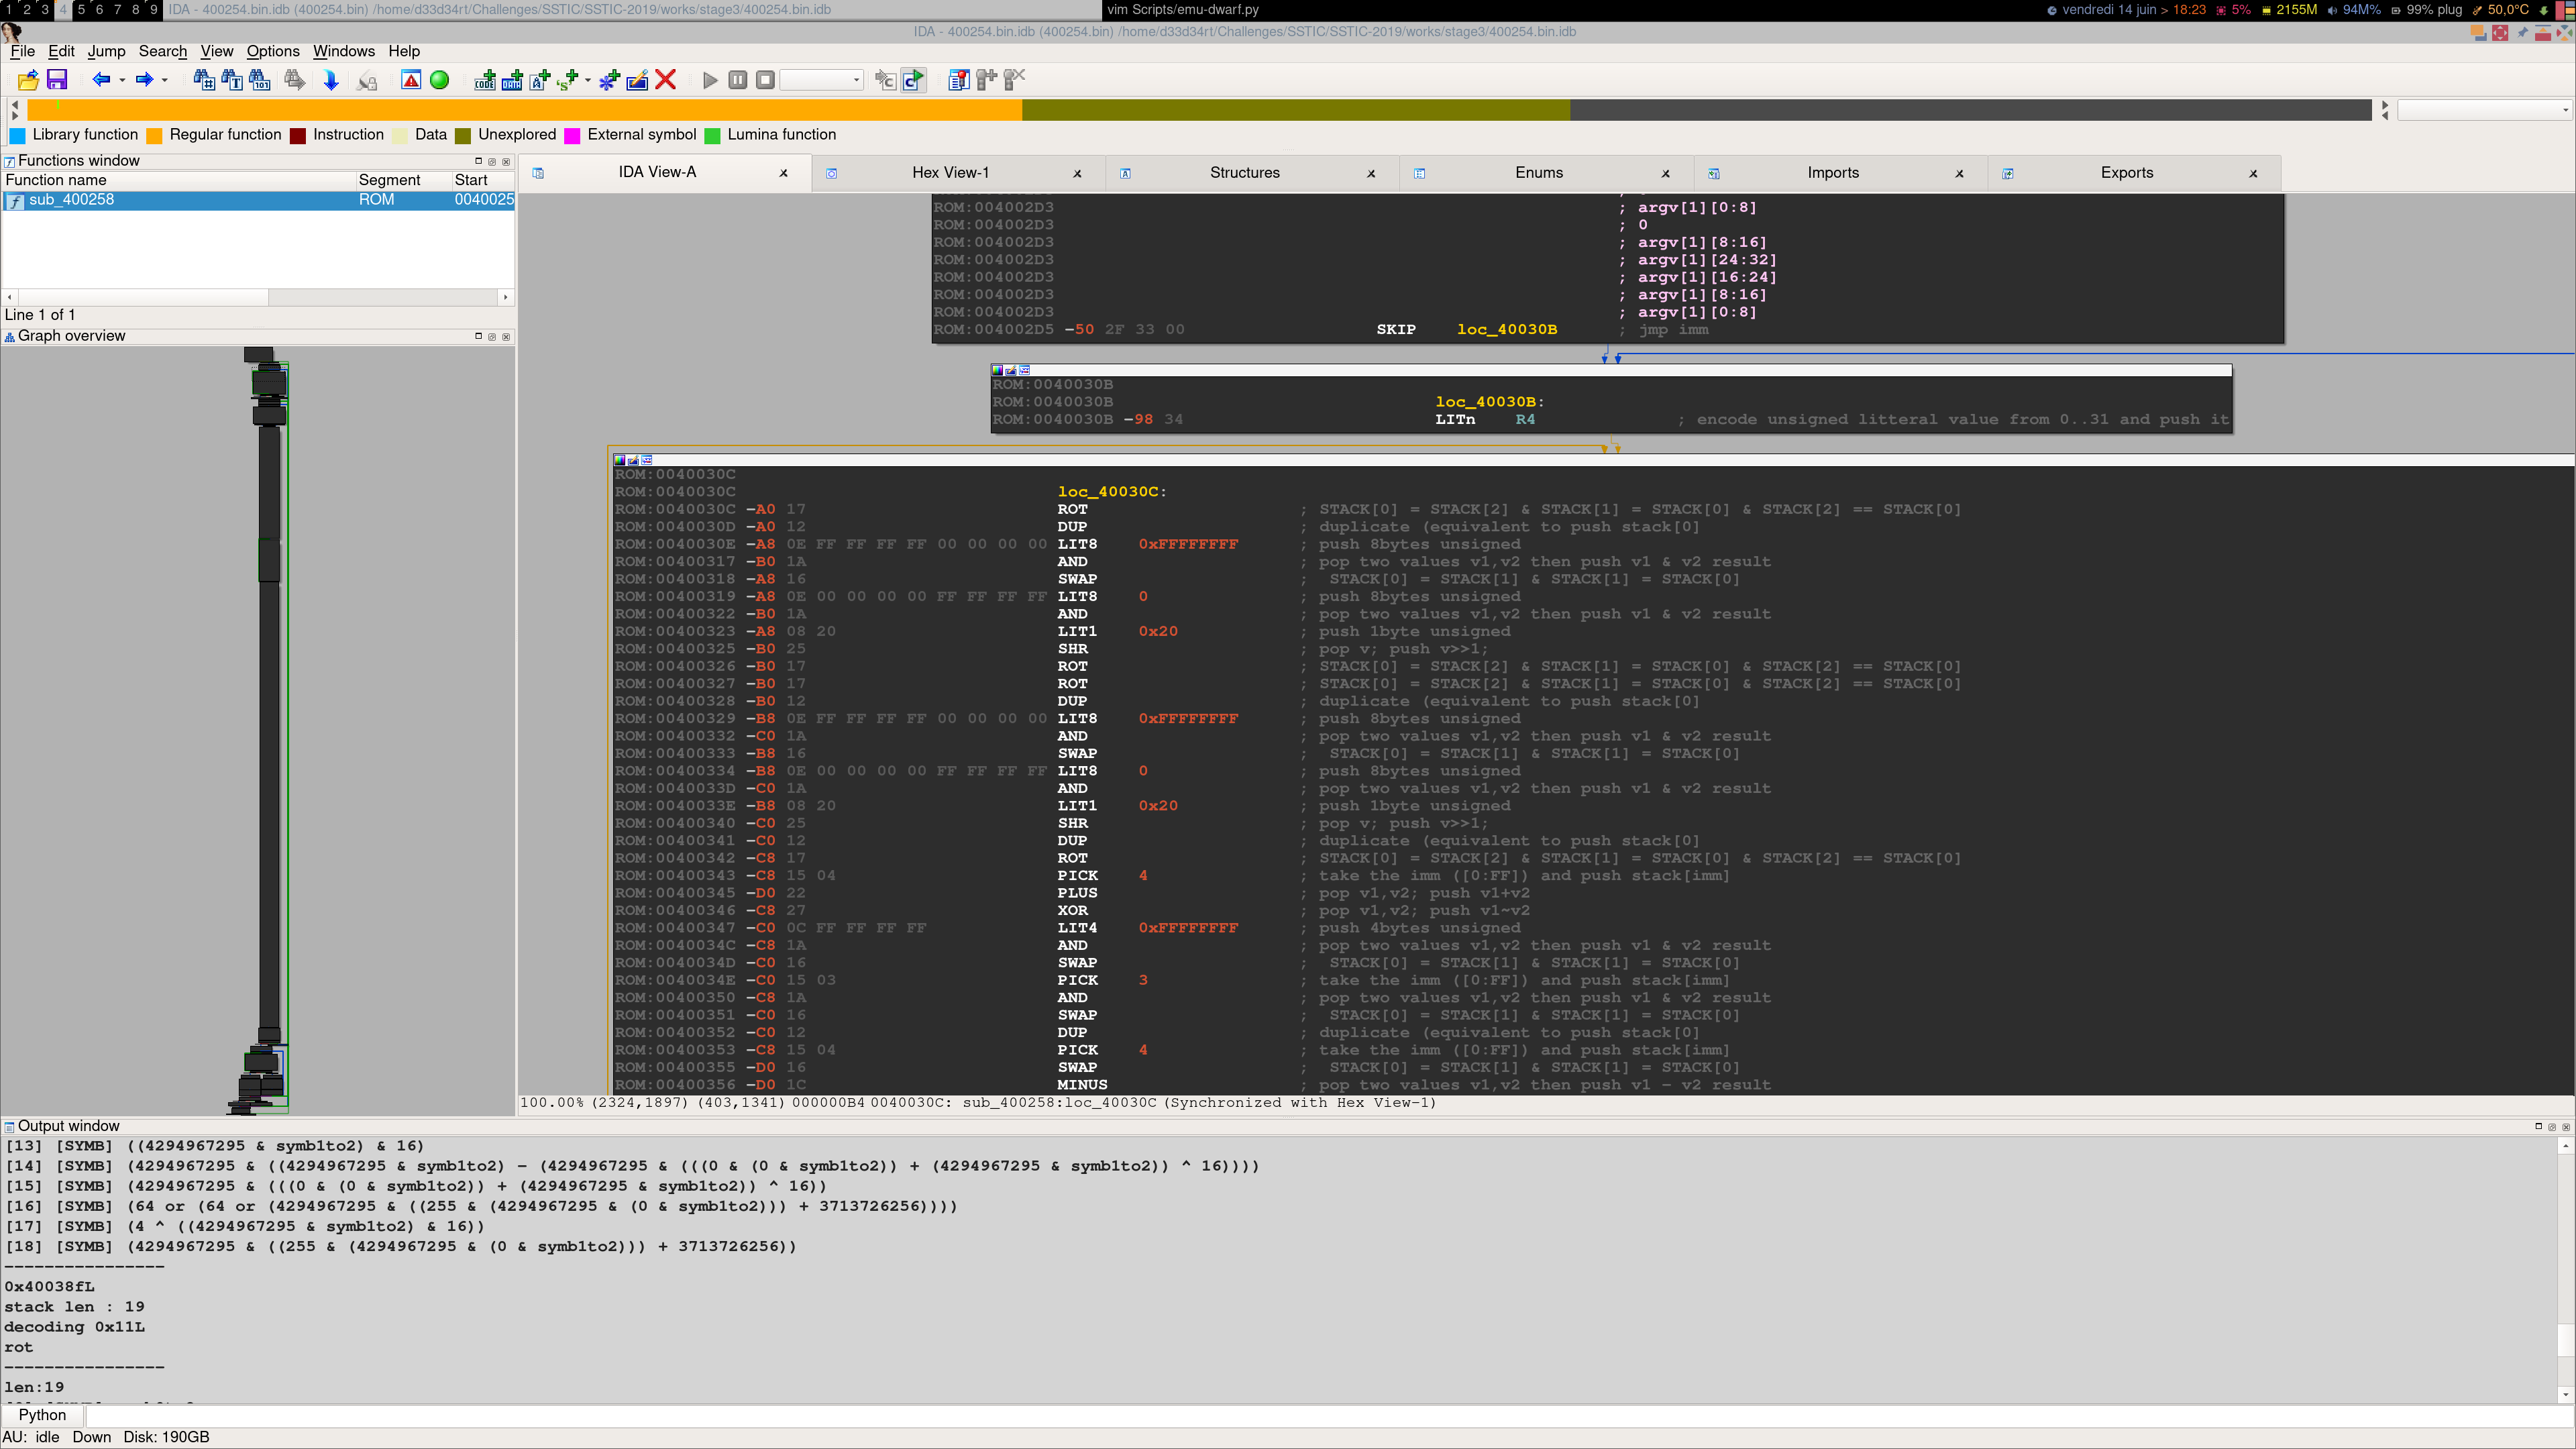 1 2 3 4 5 6 7 8 9 IDA - 400254.bin.idb (400254.bin) /home/d33d34rt/Challenges/SSTIC/SSTIC-2019/works/stage3/400254.bin.idb vim Scripts/emu-dwarf.py vendredi 14 juin > 18:23 5% 2155M 94M% 99% plug 50,0°C
IDA - 400254.bin.idb (400254.bin) /home/d33d34rt/Challenges/SSTIC/SSTIC-2019/works/stage3/400254.bin.idb
File Edit Jump Search View Options Windows Help
Library function Regular function Instruction Data Unexplored External symbol Lumina function
Functions window
Function name Segment Start
sub_400258 ROM 0040025
Line 1 of 1
Graph overview
IDA View-A Hex View-1 Structures Enums Imports Exports
ROM:004002D3 ; argv[1][0:8]
ROM:004002D3 ; 0
ROM:004002D3 ; argv[1][8:16]
ROM:004002D3 ; argv[1][24:32]
ROM:004002D3 ; argv[1][16:24]
ROM:004002D3 ; argv[1][8:16]
ROM:004002D3 ; argv[1][0:8]
ROM:004002D5 -50 2F 33 00 SKIP loc_40030B ; jmp imm
ROM:0040030B
ROM:0040030B loc_40030B:
ROM:0040030B -98 34 LITn R4 ; encode unsigned litteral value from 0..31 and push it
ROM:0040030C
ROM:0040030C loc_40030C:
ROM:0040030C -A0 17 ROT ; STACK[0] = STACK[2] & STACK[1] = STACK[0] & STACK[2] == STACK[0]
ROM:0040030D -A0 12 DUP ; duplicate (equivalent to push stack[0]
ROM:0040030E -A8 0E FF FF FF FF 00 00 00 00 LIT8 0xFFFFFFFF ; push 8bytes unsigned
ROM:00400317 -B0 1A AND ; pop two values v1,v2 then push v1 & v2 result
ROM:00400318 -A8 16 SWAP ; STACK[0] = STACK[1] & STACK[1] = STACK[0]
ROM:00400319 -A8 0E 00 00 00 00 FF FF FF FF LIT8 0 ; push 8bytes unsigned
ROM:00400322 -B0 1A AND ; pop two values v1,v2 then push v1 & v2 result
ROM:00400323 -A8 08 20 LIT1 0x20 ; push 1byte unsigned
ROM:00400325 -B0 25 SHR ; pop v; push v>>1;
ROM:00400326 -B0 17 ROT ; STACK[0] = STACK[2] & STACK[1] = STACK[0] & STACK[2] == STACK[0]
ROM:00400327 -B0 17 ROT ; STACK[0] = STACK[2] & STACK[1] = STACK[0] & STACK[2] == STACK[0]
ROM:00400328 -B0 12 DUP ; duplicate (equivalent to push stack[0]
ROM:00400329 -B8 0E FF FF FF FF 00 00 00 00 LIT8 0xFFFFFFFF ; push 8bytes unsigned
ROM:00400332 -C0 1A AND ; pop two values v1,v2 then push v1 & v2 result
ROM:00400333 -B8 16 SWAP ; STACK[0] = STACK[1] & STACK[1] = STACK[0]
ROM:00400334 -B8 0E 00 00 00 00 FF FF FF FF LIT8 0 ; push 8bytes unsigned
ROM:0040033D -C0 1A AND ; pop two values v1,v2 then push v1 & v2 result
ROM:0040033E -B8 08 20 LIT1 0x20 ; push 1byte unsigned
ROM:00400340 -C0 25 SHR ; pop v; push v>>1;
ROM:00400341 -C0 12 DUP ; duplicate (equivalent to push stack[0]
ROM:00400342 -C8 17 ROT ; STACK[0] = STACK[2] & STACK[1] = STACK[0] & STACK[2] == STACK[0]
ROM:00400343 -C8 15 04 PICK 4 ; take the imm ([0:FF]) and push stack[imm]
ROM:00400345 -D0 22 PLUS ; pop v1,v2; push v1+v2
ROM:00400346 -C8 27 XOR ; pop v1,v2; push v1~v2
ROM:00400347 -C0 0C FF FF FF FF LIT4 0xFFFFFFFF ; push 4bytes unsigned
ROM:0040034C -C8 1A AND ; pop two values v1,v2 then push v1 & v2 result
ROM:0040034D -C0 16 SWAP ; STACK[0] = STACK[1] & STACK[1] = STACK[0]
ROM:0040034E -C0 15 03 PICK 3 ; take the imm ([0:FF]) and push stack[imm]
ROM:00400350 -C8 1A AND ; pop two values v1,v2 then push v1 & v2 result
ROM:00400351 -C0 16 SWAP ; STACK[0] = STACK[1] & STACK[1] = STACK[0]
ROM:00400352 -C0 12 DUP ; duplicate (equivalent to push stack[0]
ROM:00400353 -C8 15 04 PICK 4 ; take the imm ([0:FF]) and push stack[imm]
ROM:00400355 -D0 16 SWAP ; STACK[0] = STACK[1] & STACK[1] = STACK[0]
ROM:00400356 -D0 1C MINUS ; pop two values v1,v2 then push v1 - v2 result
100.00% (2324,1897) (403,1341) 000000B4 0040030C: sub_400258:loc_40030C (Synchronized with Hex View-1)
Output window
[13] [SYMB] ((4294967295 & symb1to2) & 16)
[14] [SYMB] (4294967295 & ((4294967295 & symb1to2) - (4294967295 & (((0 & (0 & symb1to2)) + (4294967295 & symb1to2)) ^ 16))))
[15] [SYMB] (4294967295 & (((0 & (0 & symb1to2)) + (4294967295 & symb1to2)) ^ 16))
[16] [SYMB] (64 or (64 or (4294967295 & ((255 & (4294967295 & (0 & symb1to2))) + 3713726256))))
[17] [SYMB] (4 ^ ((4294967295 & symb1to2) & 16))
[18] [SYMB] (4294967295 & ((255 & (4294967295 & (0 & symb1to2))) + 3713726256))
----------------
0x40038fL
stack len : 19
decoding 0x11L
rot
----------------
len:19
Python
AU: idle Down Disk: 190GB